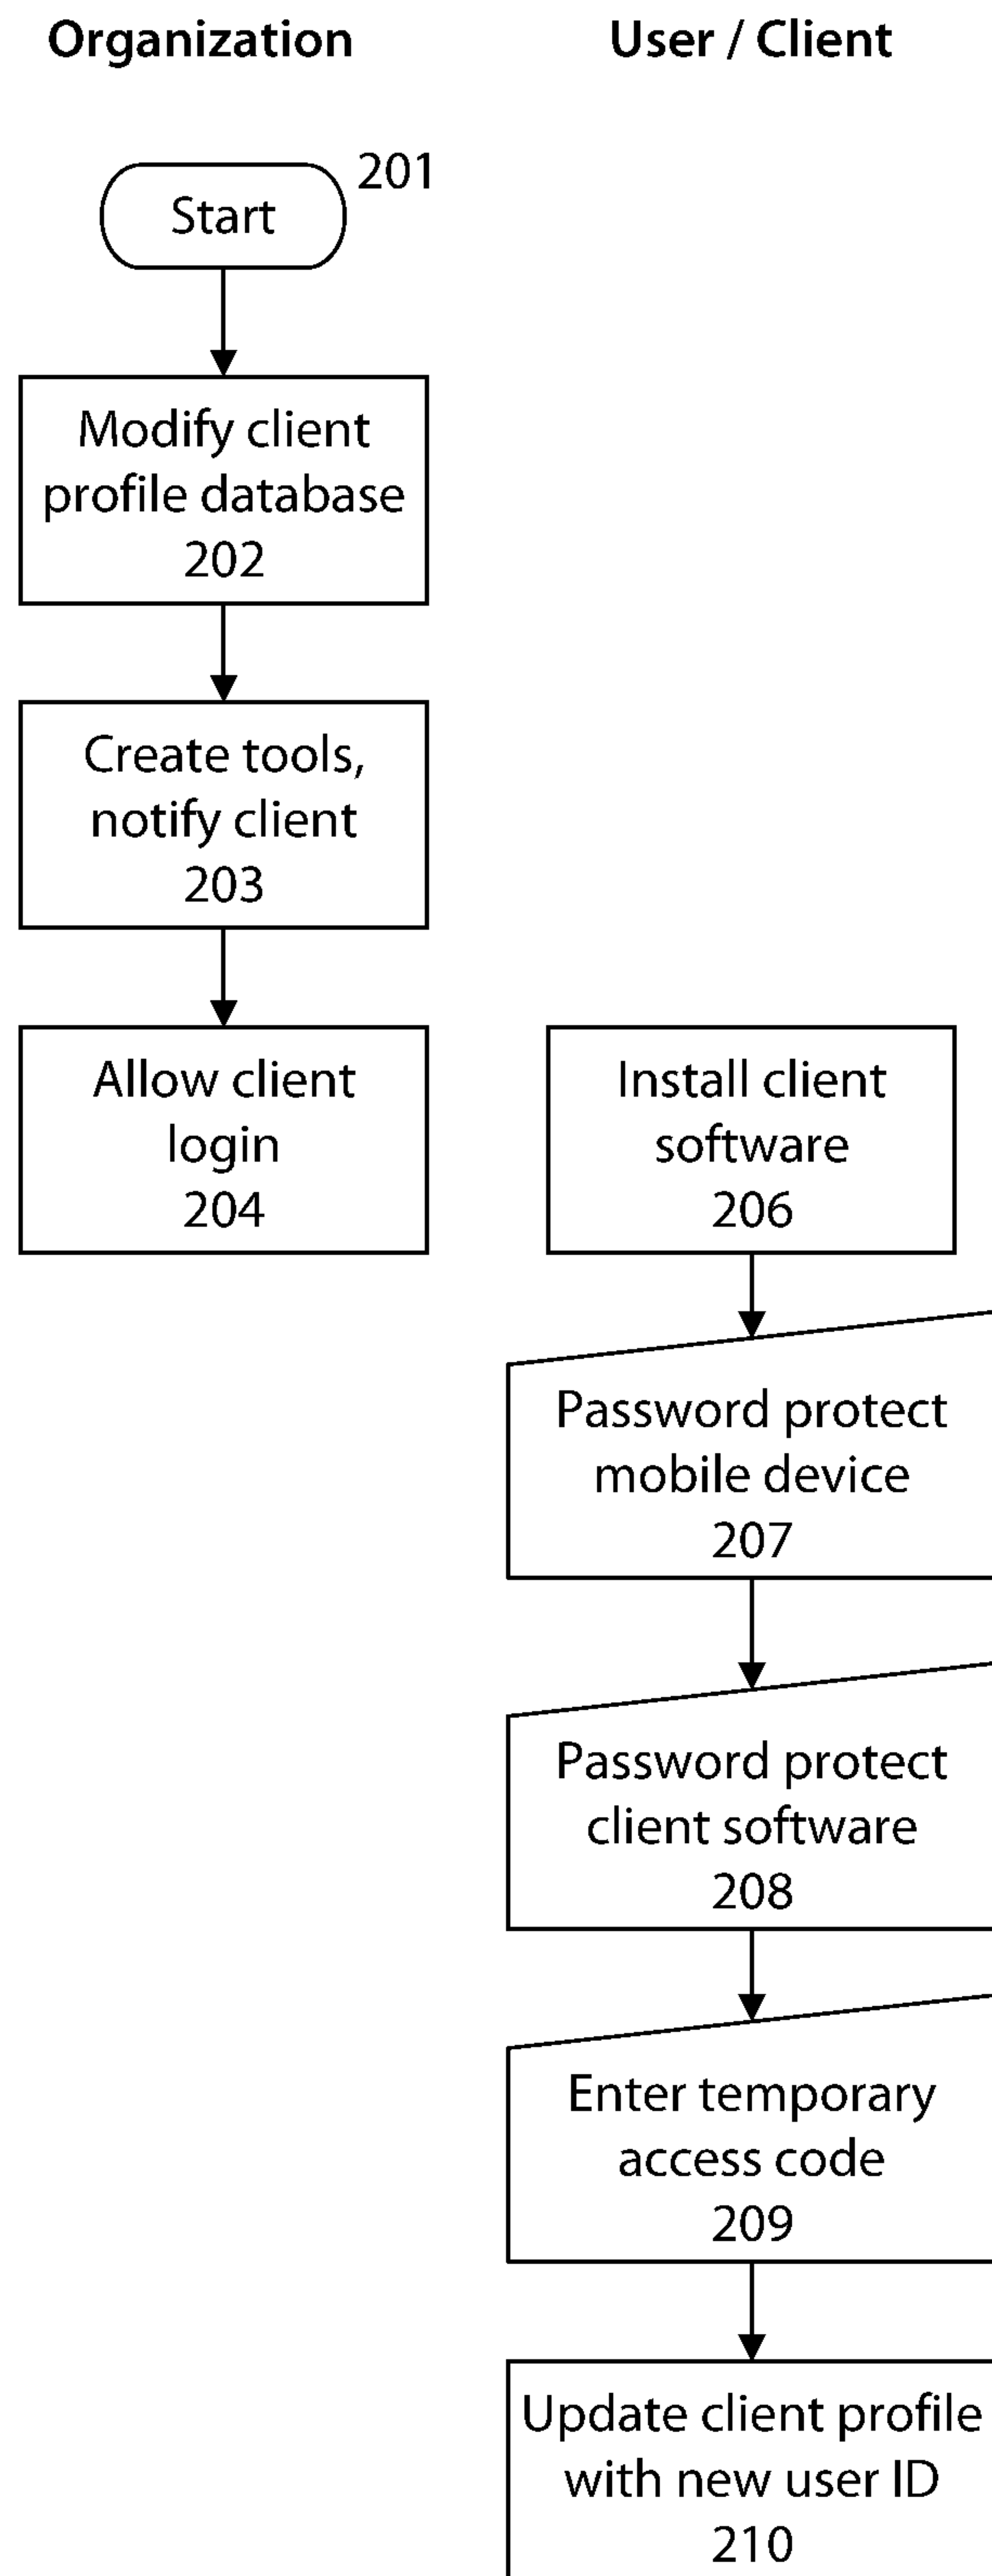 Organization
User / Client
201
Start
Modify client
profile database
202
Create tools,
notify client
203
Allow client
login
204
Install client
software
206
Password protect
mobile device
207
Password protect
client software
208
Enter temporary
access code
209
Update client profile
with new user ID
210